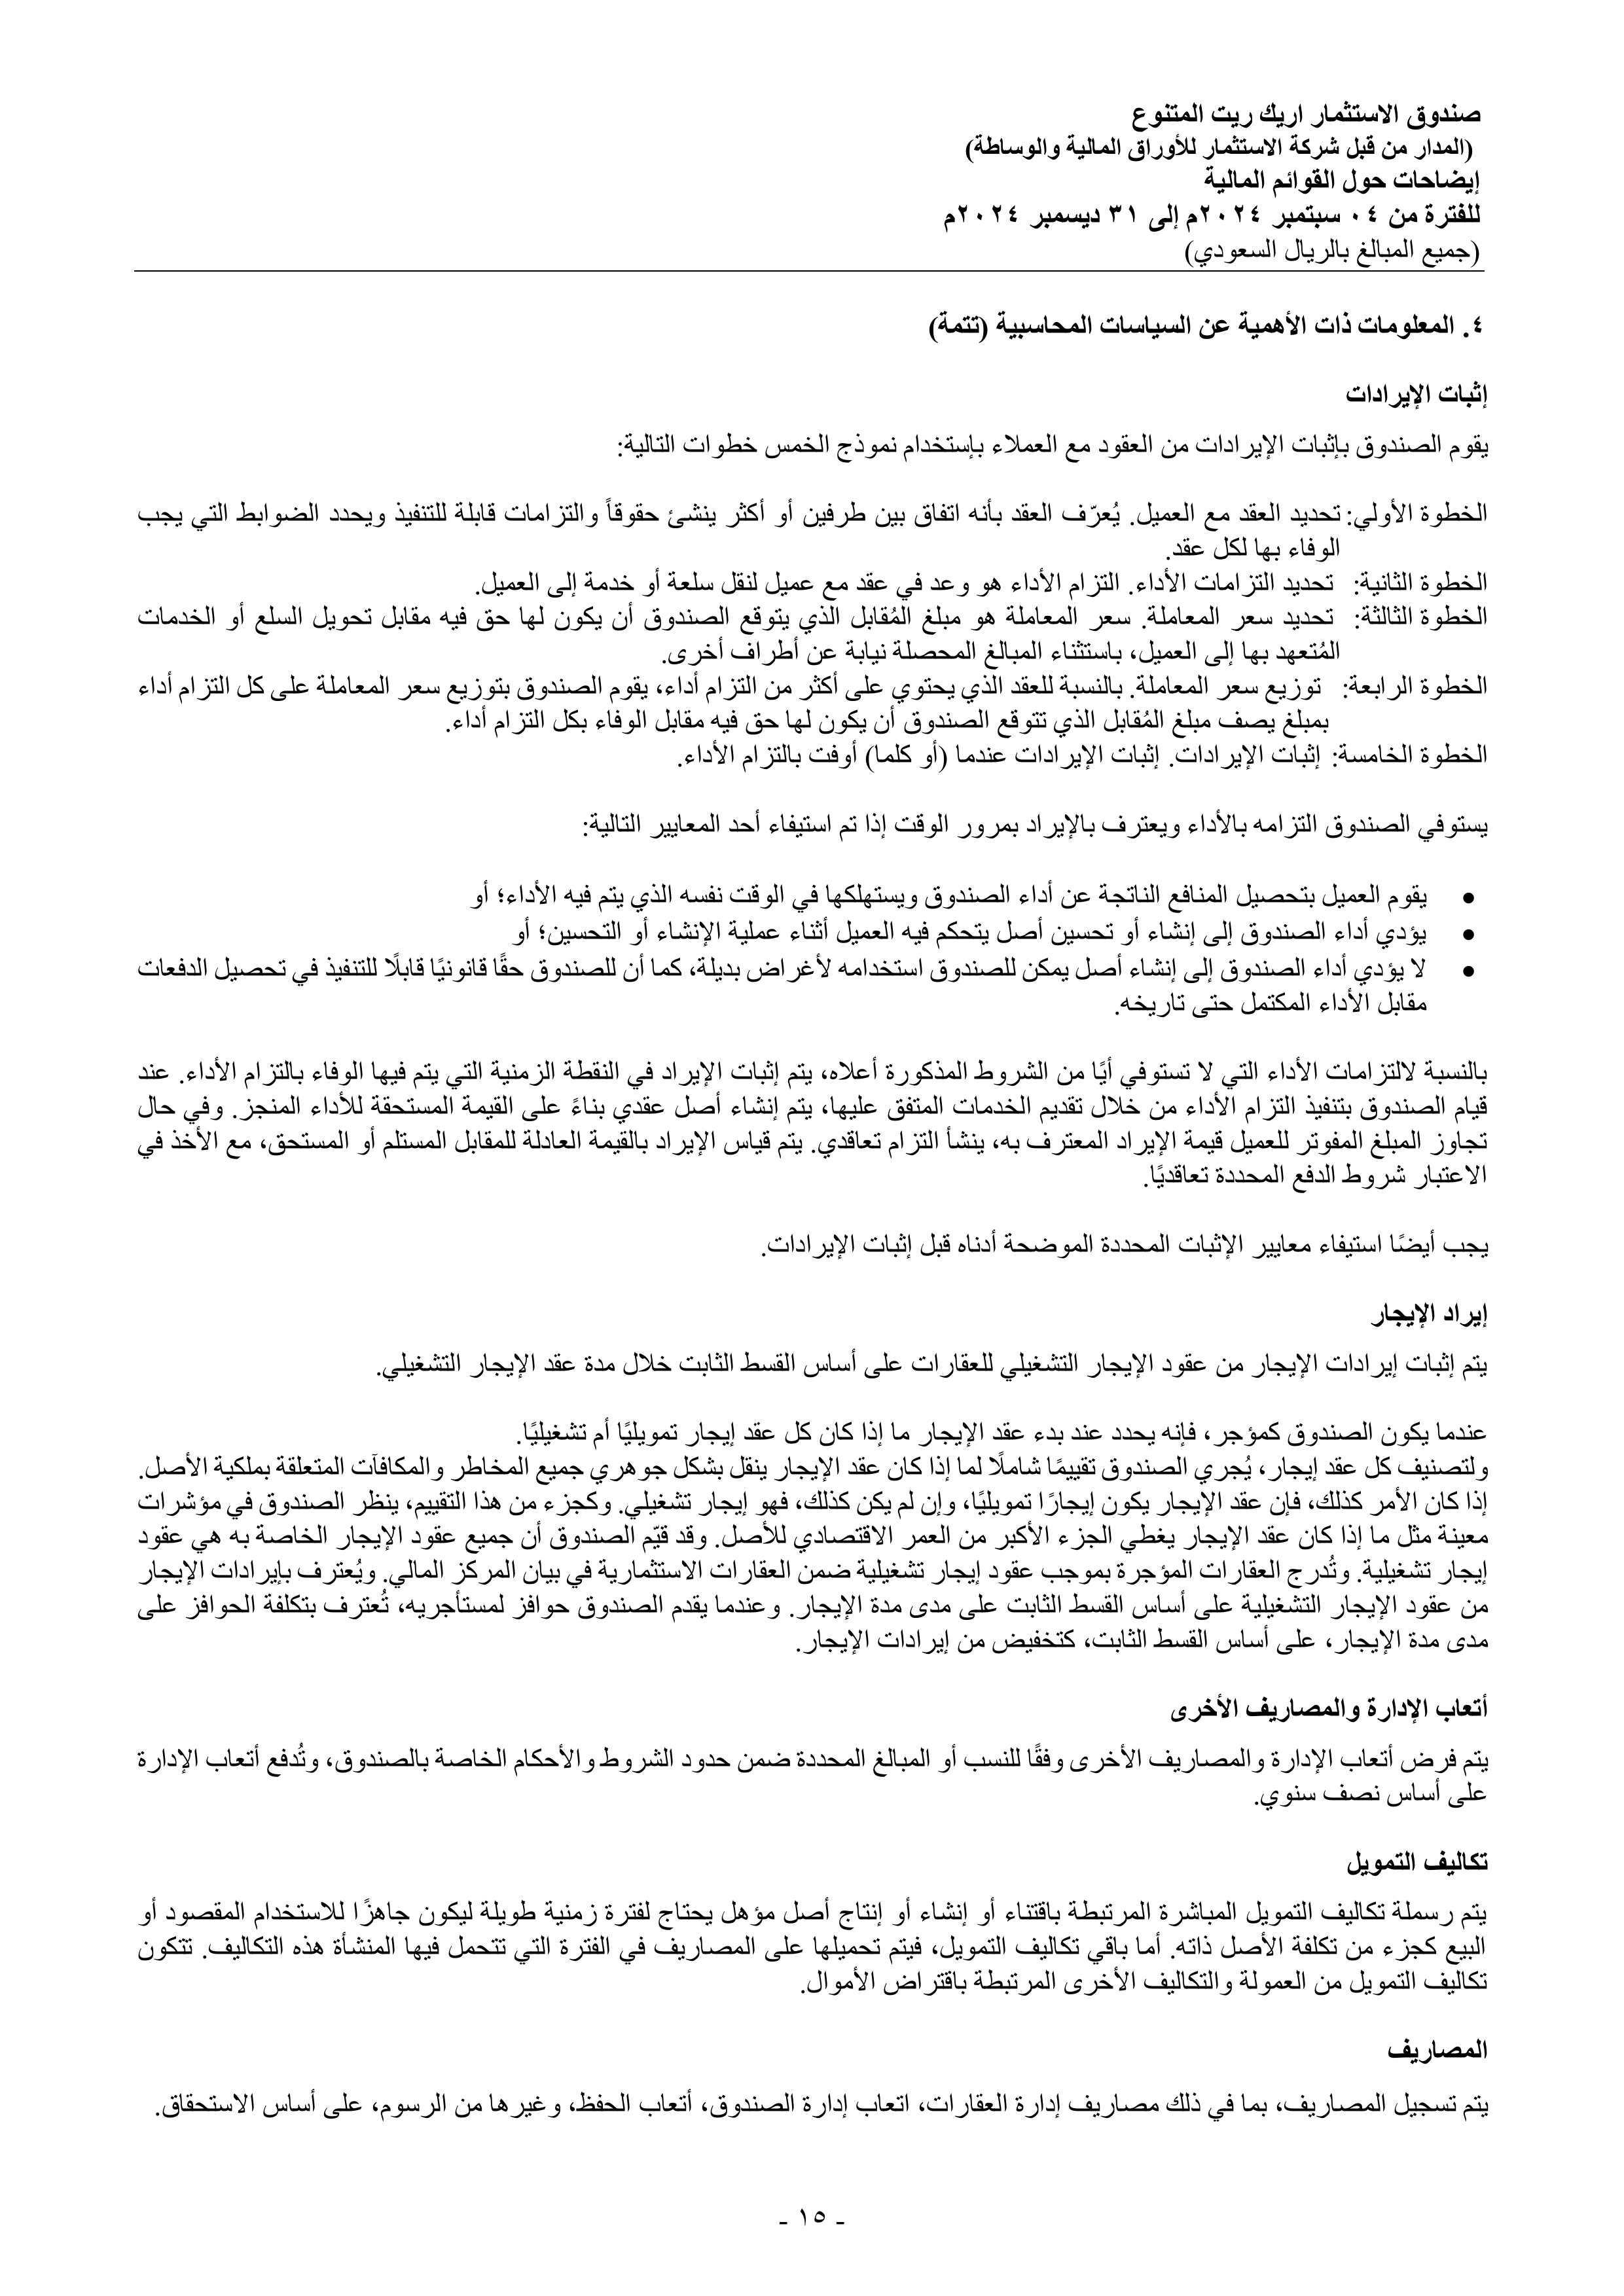 صندوق الاستثمار اريك ريت المتنوع
(المدار من قبل شركة الاستثمار للأوراق المالية والوساطة)
إيضاحات حول القوائم المالية
للفترة من ٠٤ سبتمبر ٢٠٢٤م إلى ٣١ ديسمبر ٢٠٢٤م
(جميع المبالغ بالريال السعودي)
٤. المعلومات ذات الأهمية عن السياسات المحاسبية (تتمة)
إثبات الإيرادات
يقوم الصندوق بإثبات الإيرادات من العقود مع العملاء بإستخدام نموذج الخمس خطوات التالية:
الخطوة الأولي: تحديد العقد مع العميل. يُعرّف العقد بأنه اتفاق بين طرفين أو أكثر ينشئ حقوقاً والتزامات قابلة للتنفيذ ويحدد الضوابط التي يجب
الوفاء بها لكل عقد.
الخطوة الثانية: تحديد التزامات الأداء. التزام الأداء هو وعد في عقد مع عميل لنقل سلعة أو خدمة إلى العميل.
الخطوة الثالثة: تحديد سعر المعاملة. سعر المعاملة هو مبلغ المُقابل الذي يتوقع الصندوق أن يكون لها حق فيه مقابل تحويل السلع أو الخدمات
المُتعهد بها إلى العميل، باستثناء المبالغ المحصلة نيابة عن أطراف أخرى.
الخطوة الرابعة: توزيع سعر المعاملة. بالنسبة للعقد الذي يحتوي على أكثر من التزام أداء، يقوم الصندوق بتوزيع سعر المعاملة على كل التزام أداء
بمبلغ يصف مبلغ المُقابل الذي تتوقع الصندوق أن يكون لها حق فيه مقابل الوفاء بكل التزام أداء.
الخطوة الخامسة: إثبات الإيرادات. إثبات الإيرادات عندما (أو كلما) أوفت بالتزام الأداء.
يستوفي الصندوق التزامه بالأداء ويعترف بالإيراد بمرور الوقت إذا تم استيفاء أحد المعايير التالية:
• يقوم العميل بتحصيل المنافع الناتجة عن أداء الصندوق ويستهلكها في الوقت نفسه الذي يتم فيه الأداء؛ أو
• يؤدي أداء الصندوق إلى إنشاء أو تحسين أصل يتحكم فيه العميل أثناء عملية الإنشاء أو التحسين؛ أو
• لا يؤدي أداء الصندوق إلى إنشاء أصل يمكن للصندوق استخدامه لأغراض بديلة، كما أن للصندوق حقًا قانونيًا قابلًا للتنفيذ في تحصيل الدفعات
مقابل الأداء المكتمل حتى تاريخه.
بالنسبة لالتزامات الأداء التي لا تستوفي أيًا من الشروط المذكورة أعلاه، يتم إثبات الإيراد في النقطة الزمنية التي يتم فيها الوفاء بالتزام الأداء. عند
قيام الصندوق بتنفيذ التزام الأداء من خلال تقديم الخدمات المتفق عليها، يتم إنشاء أصل عقدي بناءً على القيمة المستحقة للأداء المنجز. وفي حال
تجاوز المبلغ المفوتر للعميل قيمة الإيراد المعترف به، ينشأ التزام تعاقدي. يتم قياس الإيراد بالقيمة العادلة للمقابل المستلم أو المستحق، مع الأخذ في
الاعتبار شروط الدفع المحددة تعاقديًا.
يجب أيضًا استيفاء معايير الإثبات المحددة الموضحة أدناه قبل إثبات الإيرادات.
إيراد الإيجار
يتم إثبات إيرادات الإيجار من عقود الإيجار التشغيلي للعقارات على أساس القسط الثابت خلال مدة عقد الإيجار التشغيلي.
عندما يكون الصندوق كمؤجر، فإنه يحدد عند بدء عقد الإيجار ما إذا كان كل عقد إيجار تمويليًا أم تشغيليًا.
ولتصنيف كل عقد إيجار، يُجري الصندوق تقييمًا شاملًا لما إذا كان عقد الإيجار ينقل بشكل جوهري جميع المخاطر والمكافآت المتعلقة بملكية الأصل.
إذا كان الأمر كذلك، فإن عقد الإيجار يكون إيجارًا تمويليًا، وإن لم يكن كذلك، فهو إيجار تشغيلي. وكجزء من هذا التقييم، ينظر الصندوق في مؤشرات
معينة مثل ما إذا كان عقد الإيجار يغطي الجزء الأكبر من العمر الاقتصادي للأصل. وقد قيّم الصندوق أن جميع عقود الإيجار الخاصة به هي عقود
إيجار تشغيلية. وتُدرج العقارات المؤجرة بموجب عقود إيجار تشغيلية ضمن العقارات الاستثمارية في بيان المركز المالي. ويُعترف بإيرادات الإيجار
من عقود الإيجار التشغيلية على أساس القسط الثابت على مدى مدة الإيجار. وعندما يقدم الصندوق حوافز لمستأجريه، تُعترف بتكلفة الحوافز على
مدى مدة الإيجار، على أساس القسط الثابت، كتخفيض من إيرادات الإيجار.
أتعاب الإدارة والمصاريف الأخرى
يتم فرض أتعاب الإدارة والمصاريف الأخرى وفقًا للنسب أو المبالغ المحددة ضمن حدود الشروط والأحكام الخاصة بالصندوق، وتُدفع أتعاب الإدارة
على أساس نصف سنوي.
تكاليف التمويل
يتم رسملة تكاليف التمويل المباشرة المرتبطة باقتناء أو إنشاء أو إنتاج أصل مؤهل يحتاج لفترة زمنية طويلة ليكون جاهزًا للاستخدام المقصود أو
البيع كجزء من تكلفة الأصل ذاته. أما باقي تكاليف التمويل، فيتم تحميلها على المصاريف في الفترة التي تتحمل فيها المنشأة هذه التكاليف. تتكون
تكاليف التمويل من العمولة والتكاليف الأخرى المرتبطة باقتراض الأموال.
المصاريف
يتم تسجيل المصاريف، بما في ذلك مصاريف إدارة العقارات، اتعاب إدارة الصندوق، أتعاب الحفظ، وغيرها من الرسوم، على أساس الاستحقاق.
- ١٥ -